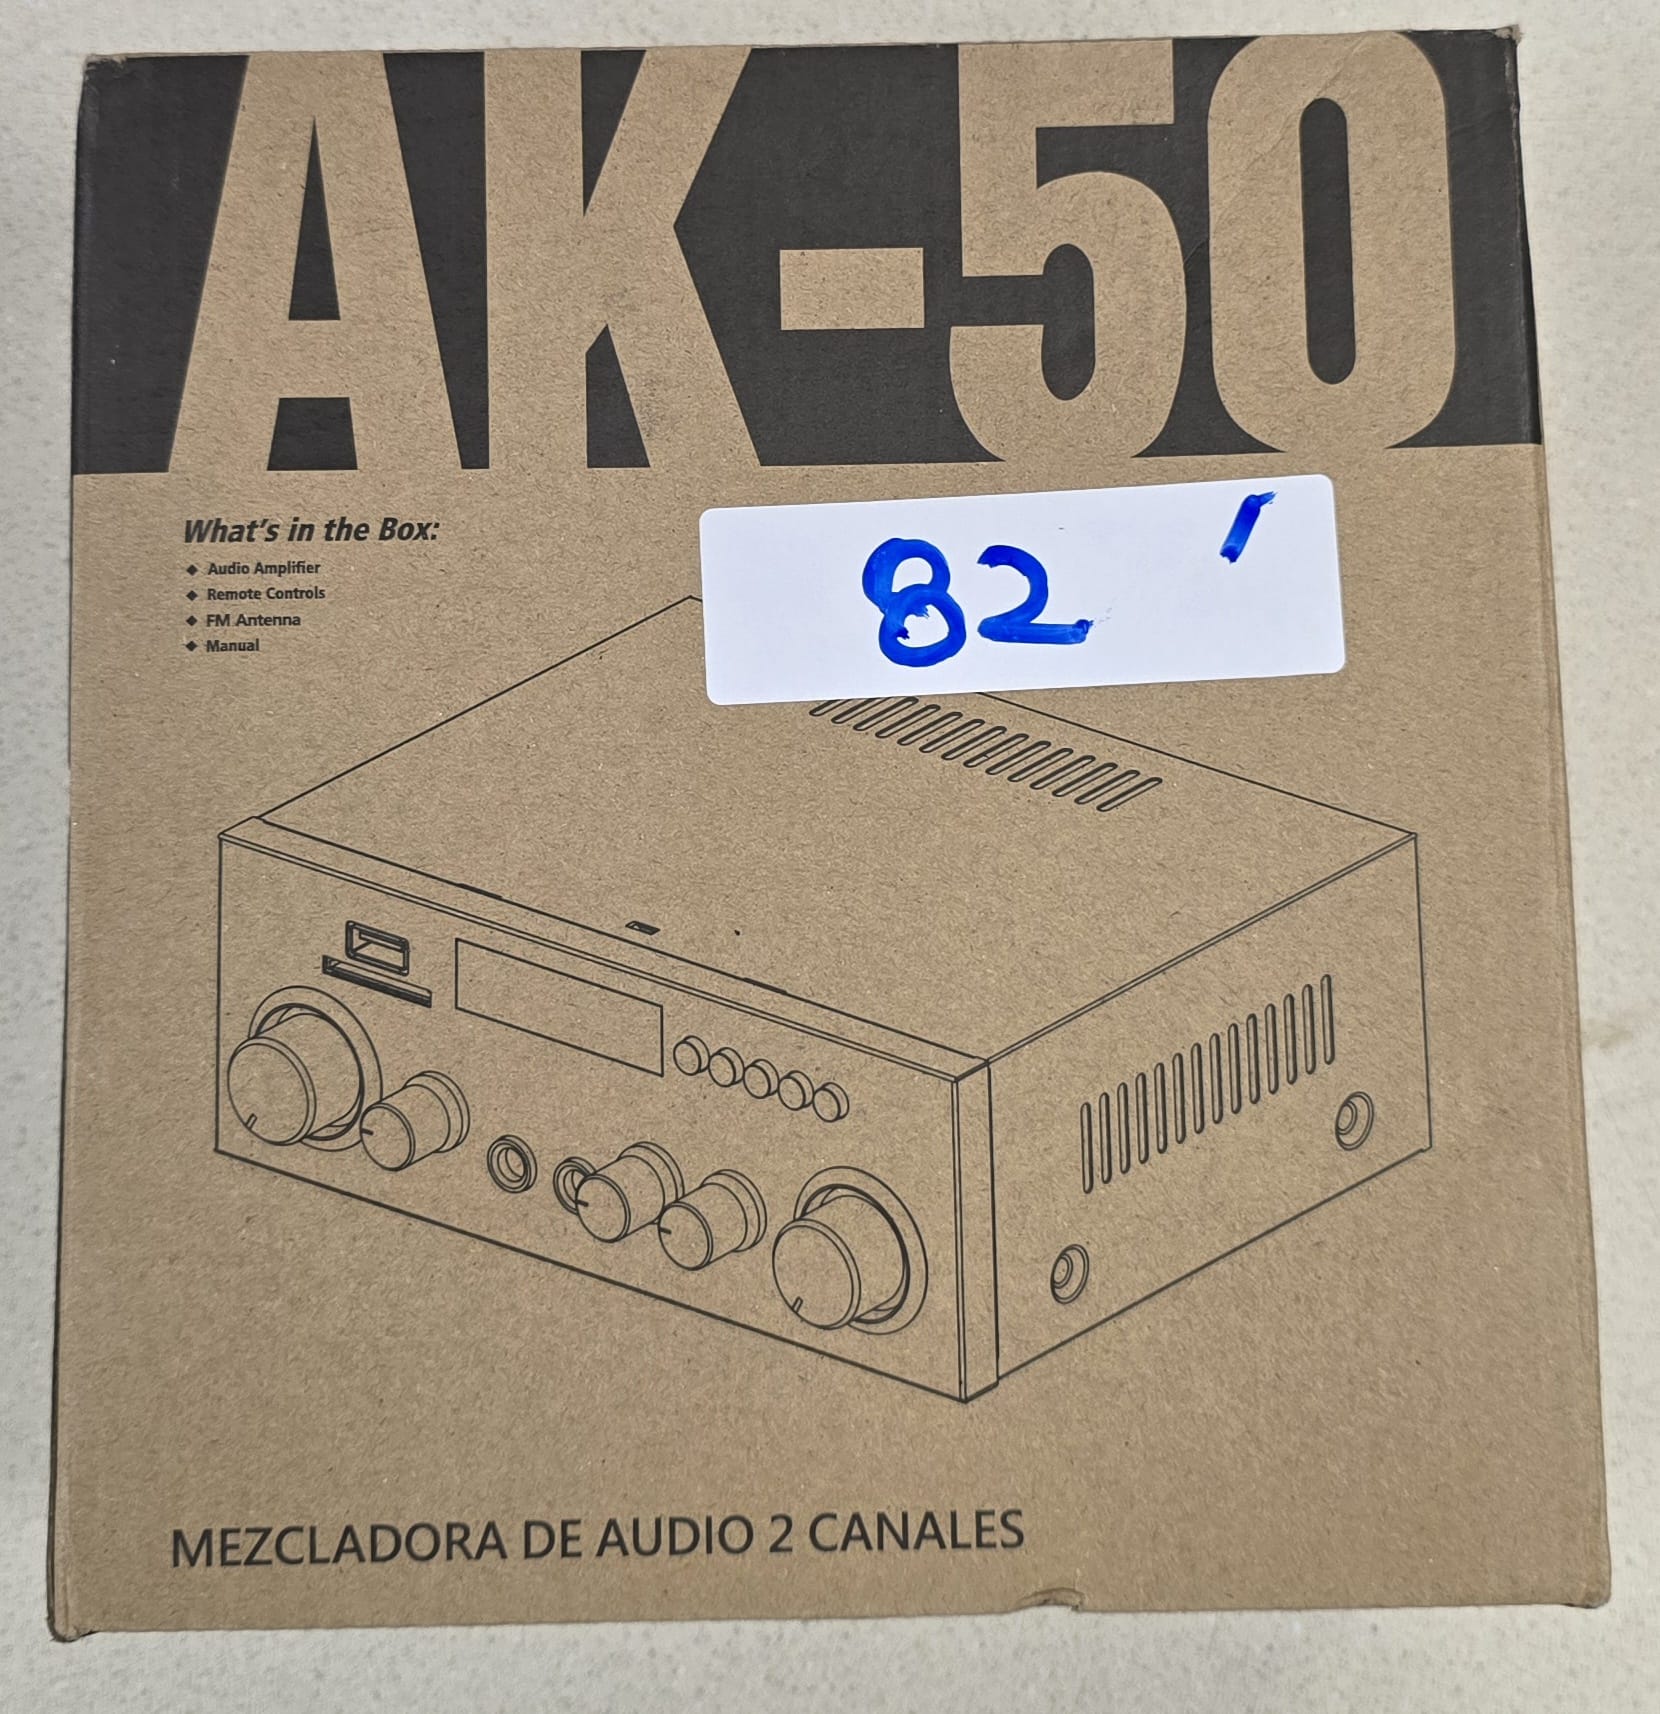 AK-50
What's in the Box:
◆ Audio Amplifier
◆ Remote Controls
◆ FM Antenna
◆ Manual
82 '
MEZCLADORA DE AUDIO 2 CANALES